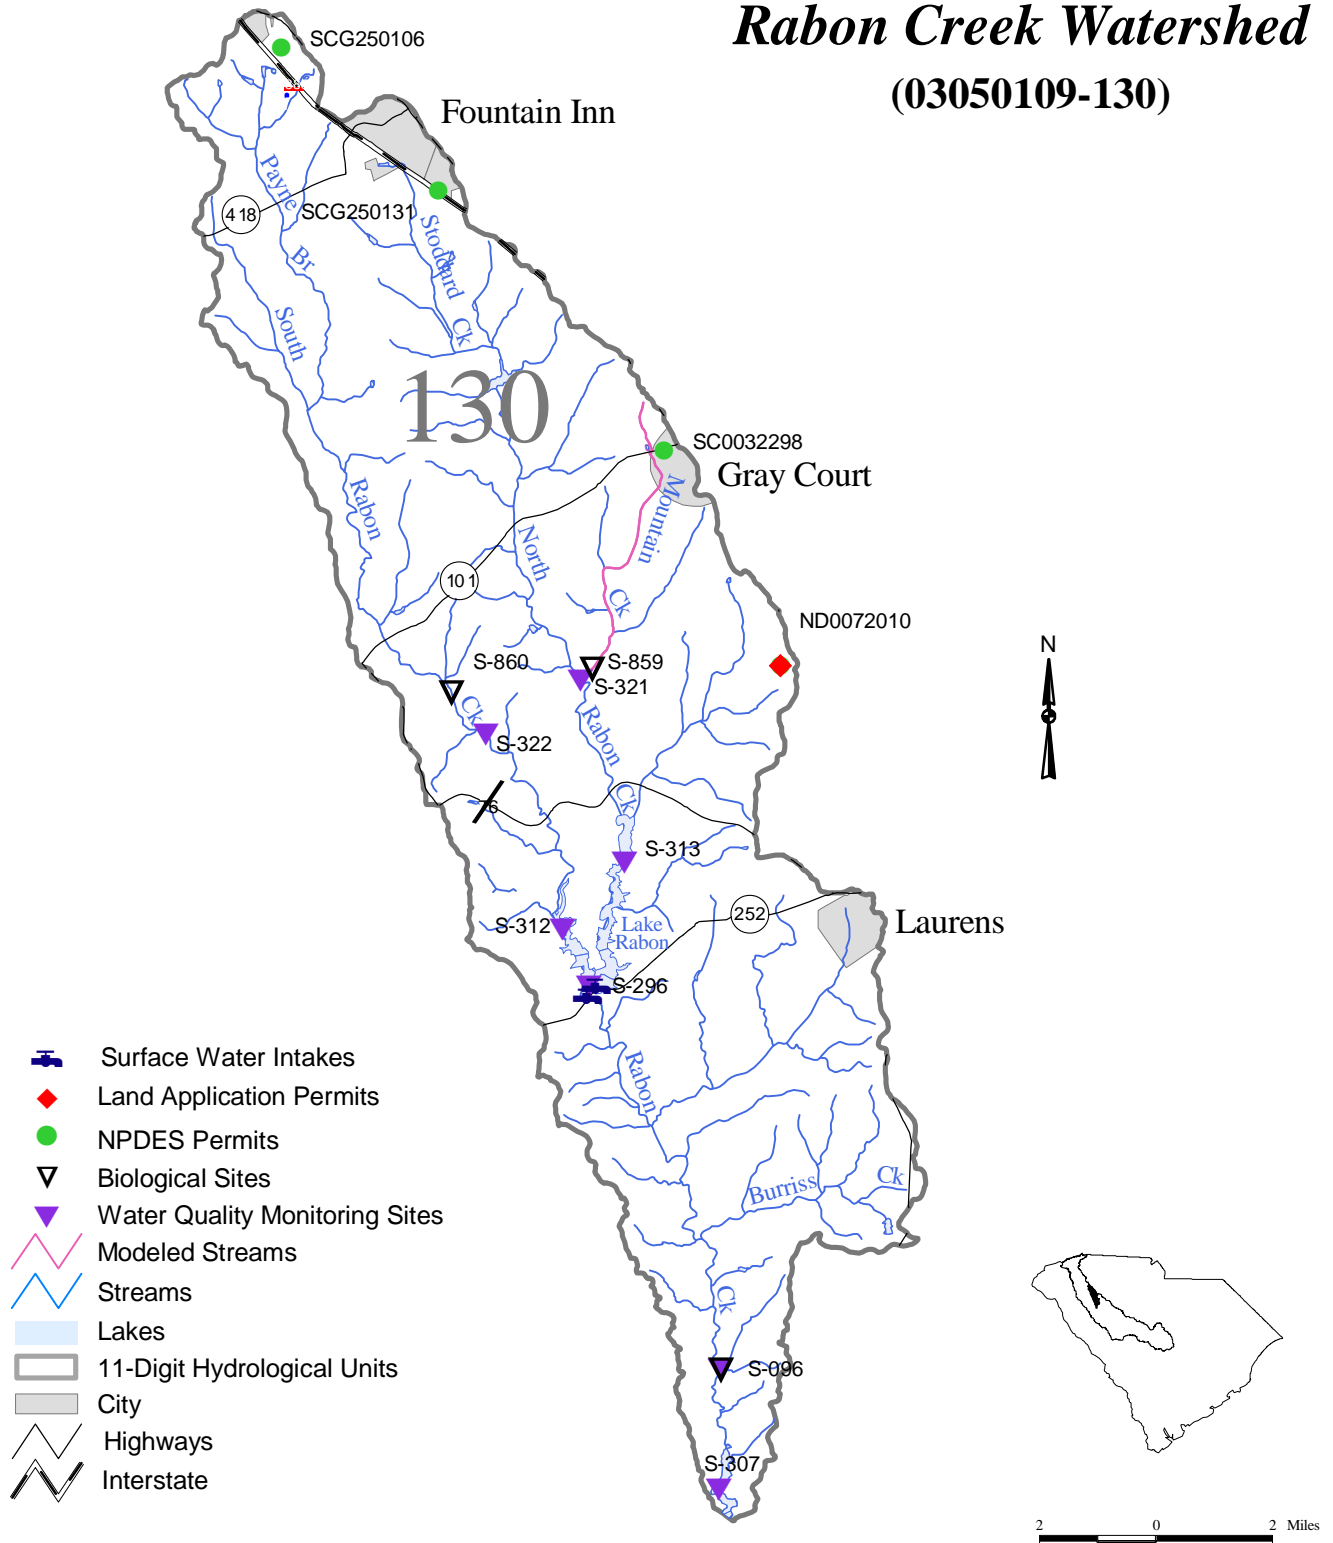 Rabon Creek Watershed
(03050109-130)
SCG250106
Fountain Inn
Payne
Br
418
SCG250131
Stoddard
Ck
South
130
SC0032298
Gray Court
Mountain
Ck
Rabon
North
101
ND0072010
N
S-860
S-859
S-321
Ck
Rabon
S-322
Ck
76
S-313
S-312
Lake
Rabon
252
Laurens
S-296
Rabon
Burriss
Ck
Ck
S-096
S-307
Surface Water Intakes
Land Application Permits
NPDES Permits
Biological Sites
Water Quality Monitoring Sites
Modeled Streams
Streams
Lakes
11-Digit Hydrological Units
City
Highways
Interstate
2 0 2 Miles